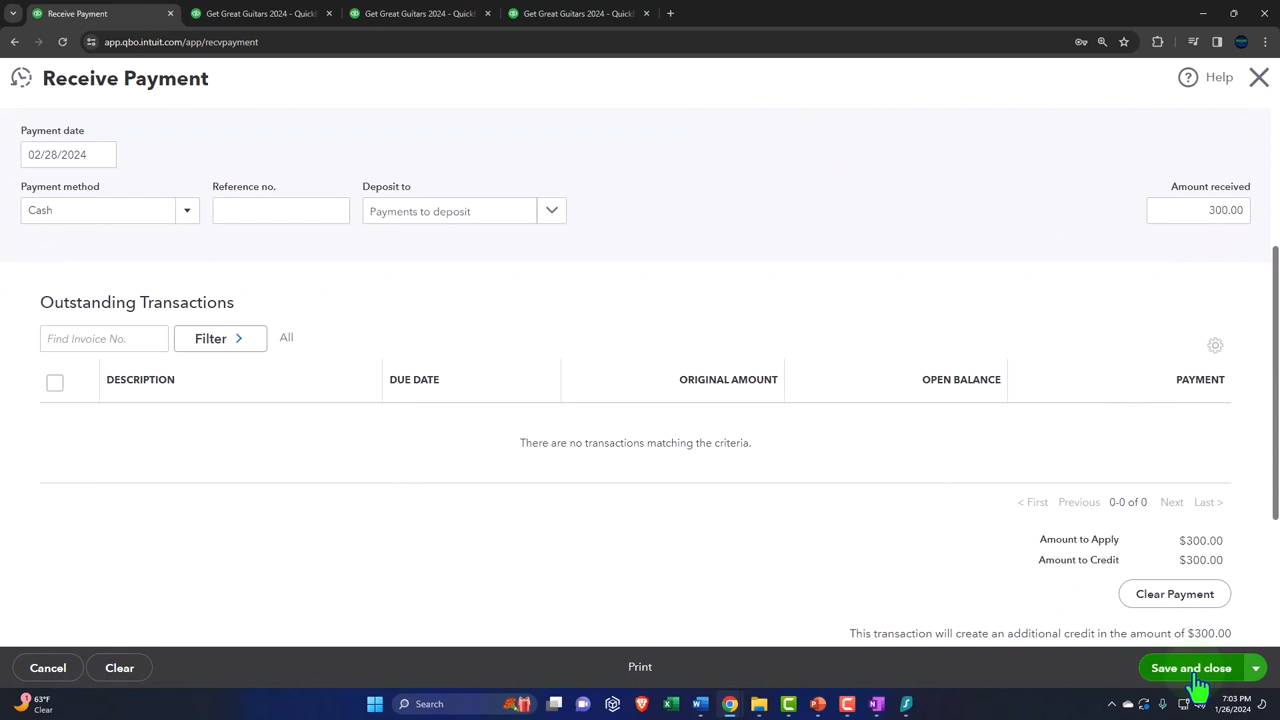 Receive Payment
Get Great Guitars 2024 - QuickB
Get Great Guitars 2024 - QuickB
Get Great Guitars 2024 - QuickB
qbo.intuit.com/app/recvpayment
Receive Payment
Help
Payment date
02/28/2024
Payment method
Reference no.
Deposit to
Amount received
Cash
Payments to deposit
300.00
Outstanding Transactions
Find Invoice No.
Filter >
All
DESCRIPTION
DUE DATE
ORIGINAL AMOUNT
OPEN BALANCE
PAYMENT
There are no transactions matching the criteria.
< First Previous 0-0 of 0 Next Last >
Amount to Apply $300.00
Amount to Credit $300.00
Clear Payment
This transaction will create an additional credit in the amount of $300.00
Cancel
Clear
Print
Save and close
1
63°F
Clear
Search
7:03 PM
1/26/2024